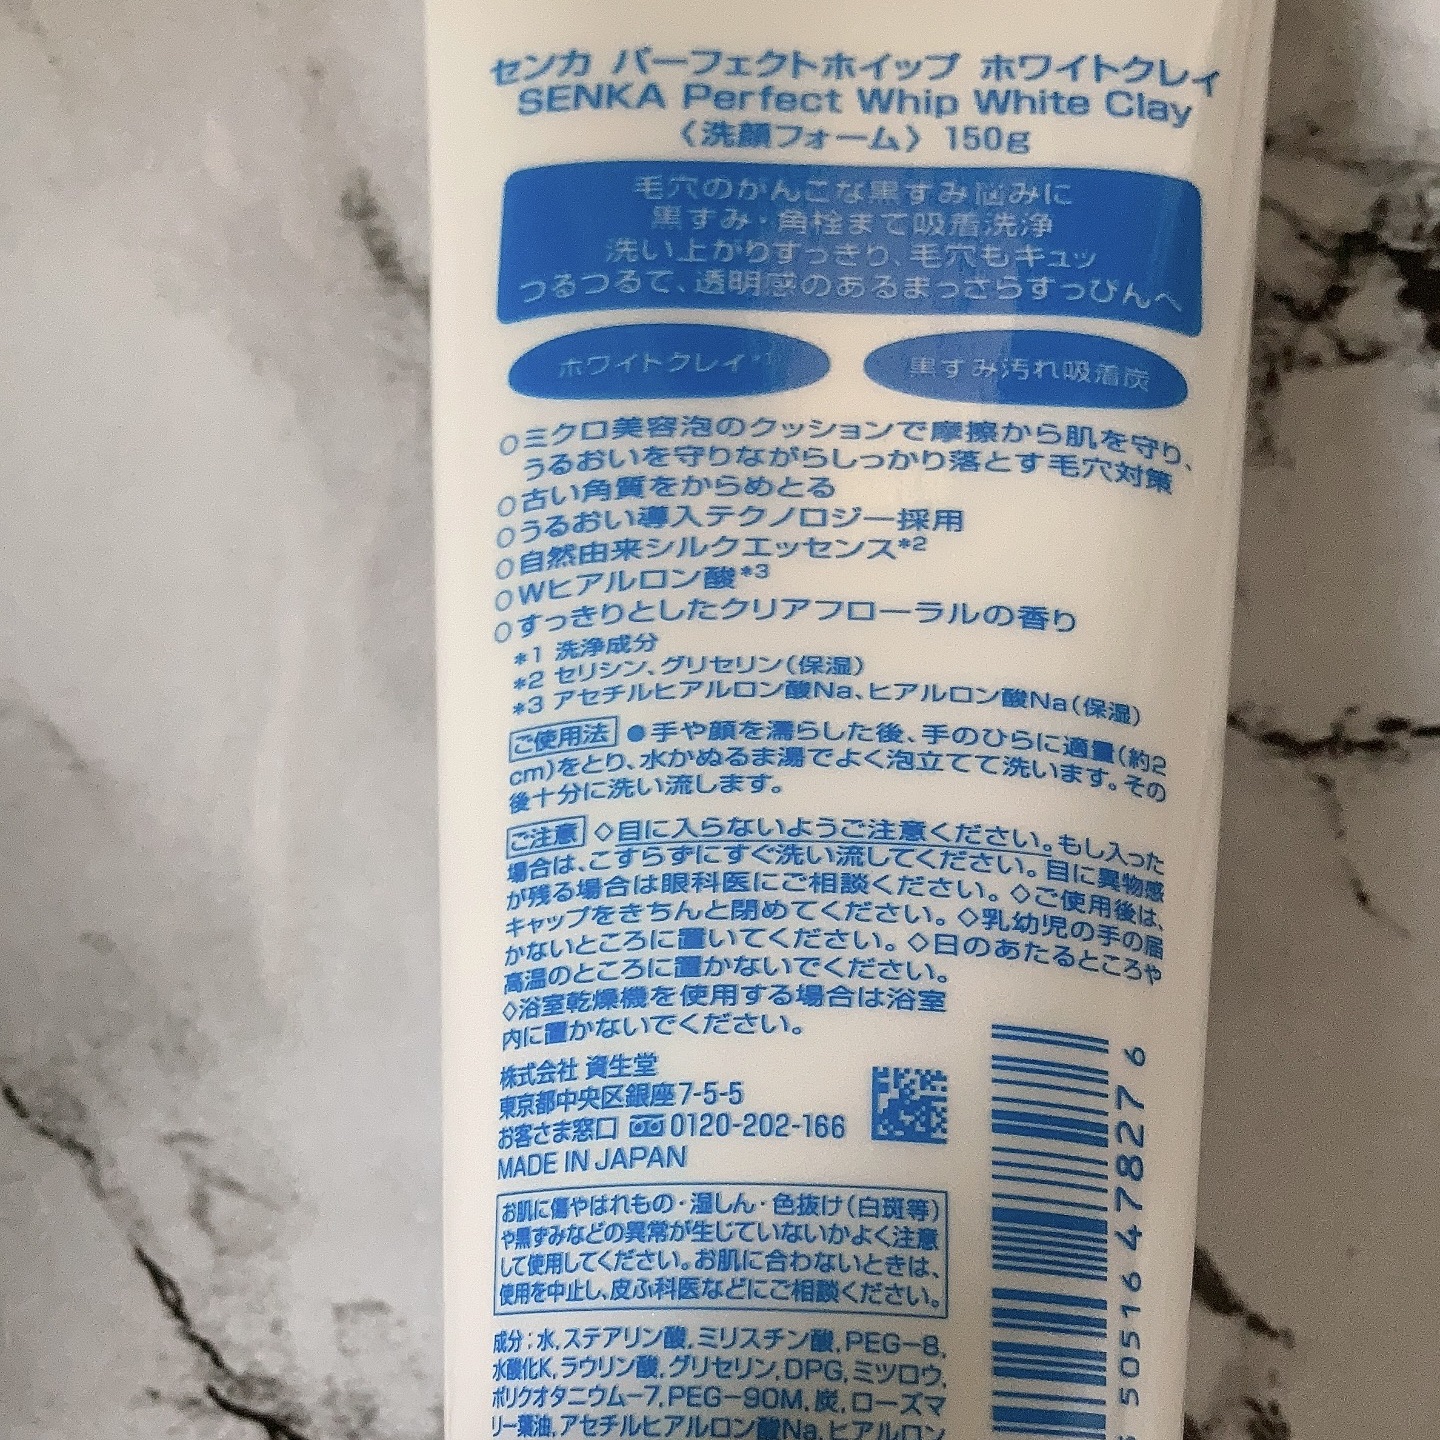 センカ パーフェクトホイップ ホワイトクレイ
SENKA Perfect Whip White Clay
〈洗顔フォーム〉 150g
毛穴のがんこな黒ずみ悩みに
黒ずみ・角栓まで吸着洗浄
洗い上がりすっきり、毛穴もキュッ
つるつるで、透明感のあるまっさらすっぴんへ
ホワイトクレイ*1
黒ずみ汚れ吸着炭
○ミクロ美容泡のクッションで摩擦から肌を守り、
うるおいを守りながらしっかり落とす毛穴対策
○古い角質をからめとる
○うるおい導入テクノロジー採用
○自然由来シルクエッセンス*2
○Wヒアルロン酸*3
○すっきりとしたクリアフローラルの香り
*1 洗浄成分
*2 セリシン、グリセリン(保湿)
*3 アセチルヒアルロン酸Na、ヒアルロン酸Na(保湿)
ご使用法 ●手や顔を濡らした後、手のひらに適量(約2
cm)をとり、水かぬるま湯でよく泡立てて洗います。その
後十分に洗い流します。
ご注意 ◇目に入らないようご注意ください。もし入った
場合は、こすらずにすぐ洗い流してください。目に異物感
が残る場合は眼科医にご相談ください。◇ご使用後は、
キャップをきちんと閉めてください。◇乳幼児の手の届
かないところに置いてください。◇日のあたるところや
高温のところに置かないでください。
◇浴室乾燥機を使用する場合は浴室
内に置かないでください。
株式会社 資生堂
東京都中央区銀座7-5-5
お客さま窓口 0120-202-166
MADE IN JAPAN
お肌に傷やはれもの・湿しん・色抜け(白斑等)
や黒ずみなどの異常が生じていないかよく注意
して使用してください。お肌に合わないときは、
使用を中止し、皮ふ科医などにご相談ください。
成分：水,ステアリン酸,ミリスチン酸,PEG-8,
水酸化K,ラウリン酸,グリセリン,DPG,ミツロウ,
ポリクオタニウム-7,PEG-90M,炭,ローズマ
リー葉油,アセチルヒアルロン酸Na,ヒアルロン
550516 478276